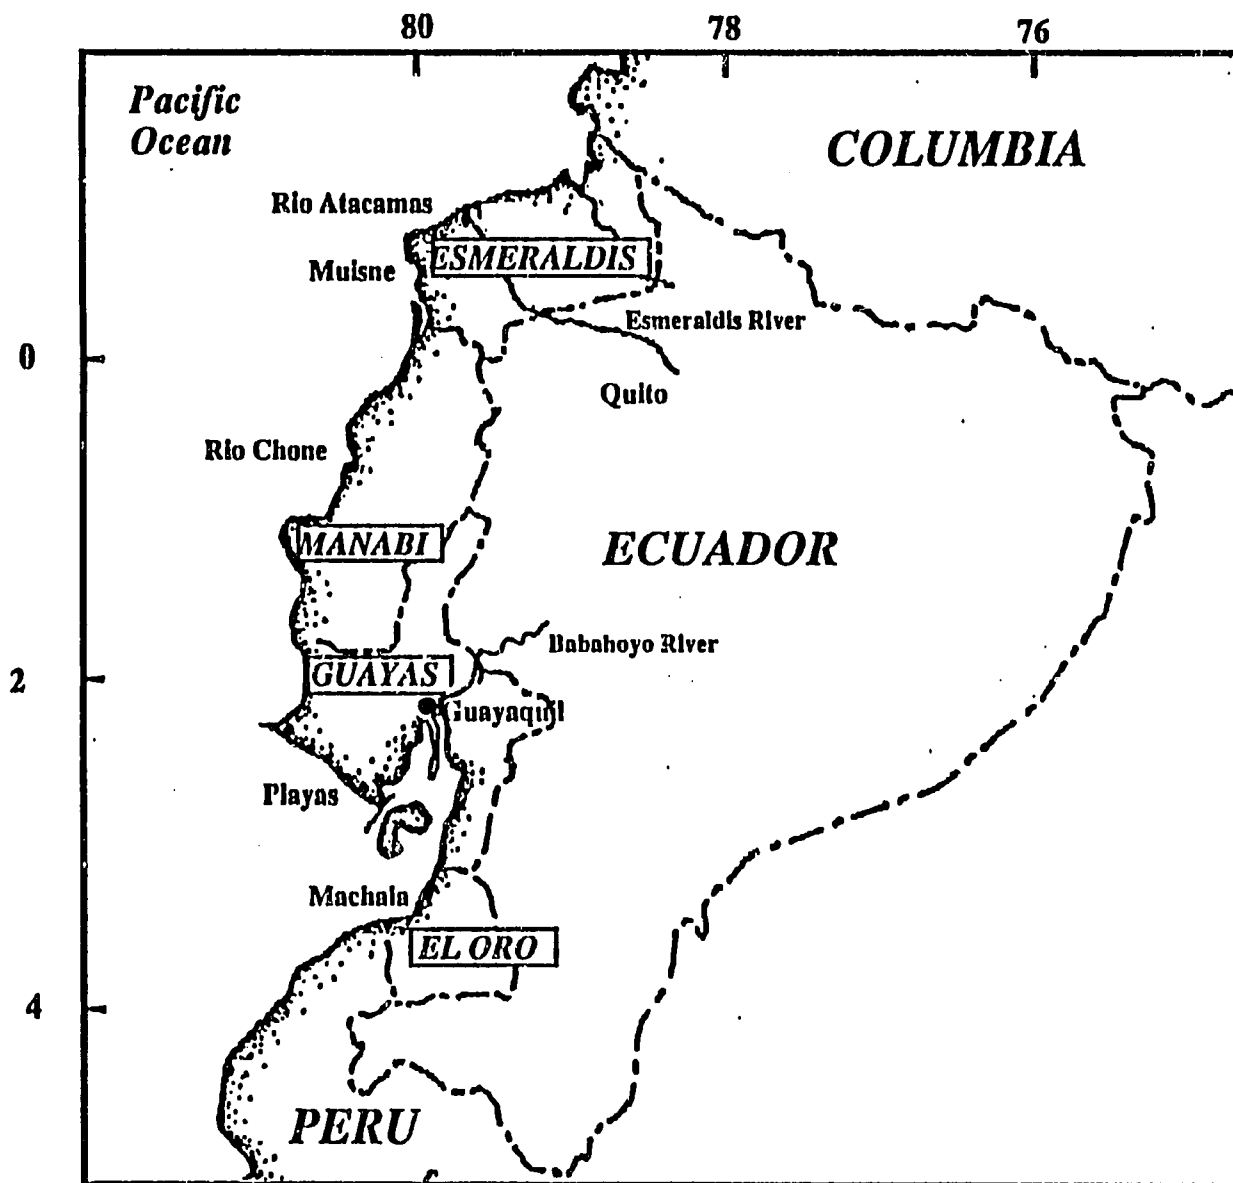 80 78 76
Pacific
Ocean
COLUMBIA
Rio Atacamas
ESMERALDIS
Muisne
Esmeraldis River
0
Quito
Rio Chone
MANABI
ECUADOR
Babahoyo River
GUAYAS
2
Guayaquil
Playas
Machala
EL ORO
4
PERU